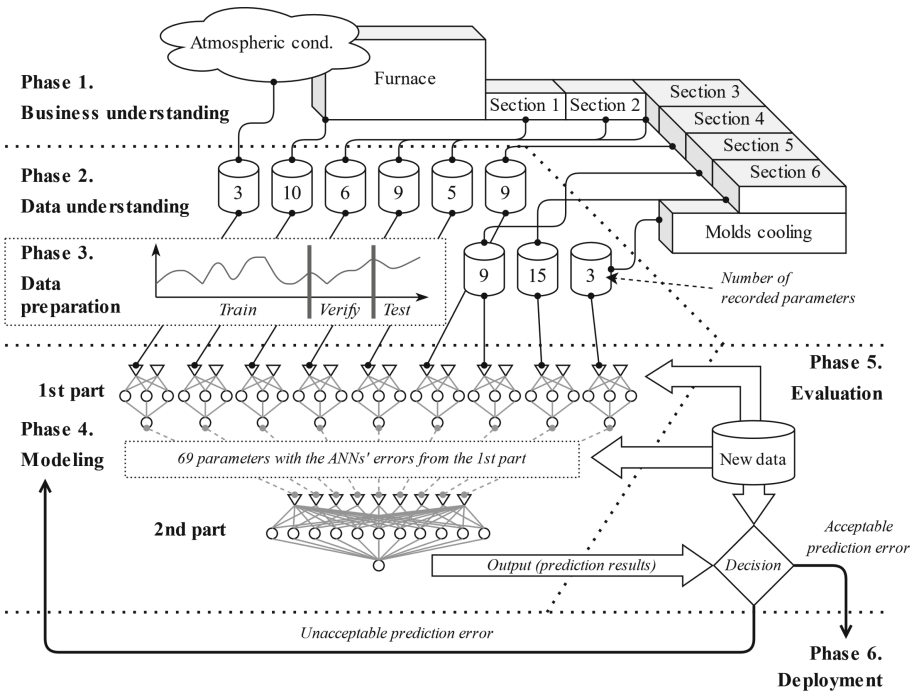 Atmospheric cond.
Furnace
Phase 1.
Business understanding
Section 1
Section 2
Section 3
Section 4
Section 5
Section 6
Molds cooling
Phase 2.
Data understanding
3
10
6
9
5
9
9
15
3
Number of
recorded parameters
Phase 3.
Data
preparation
Train
Verify
Test
1st part
Phase 4.
Modeling
69 parameters with the ANNs' errors from the 1st part
2nd part
Phase 5.
Evaluation
New data
Output (prediction results)
Decision
Acceptable
prediction error
Unacceptable prediction error
Phase 6.
Deployment